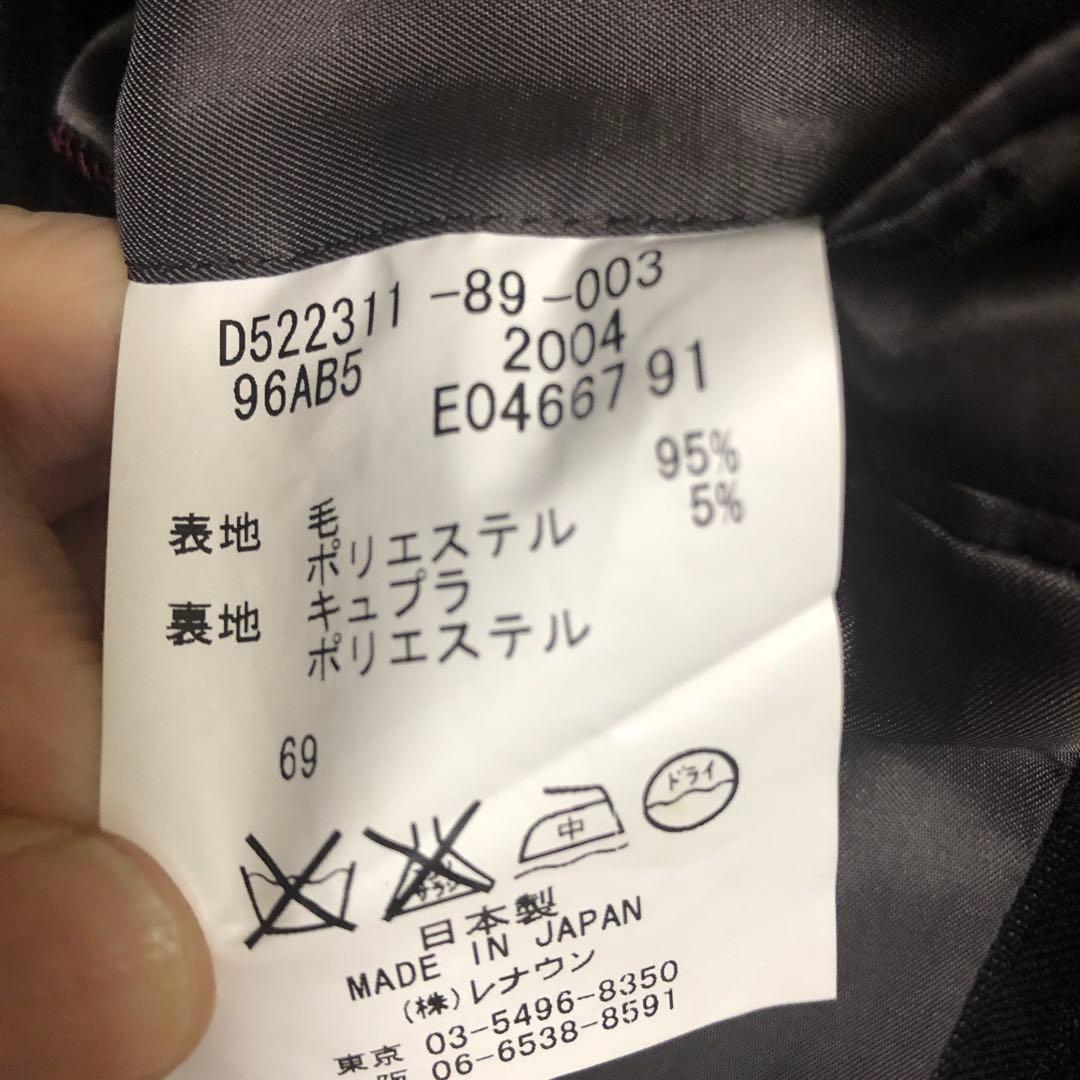 D522311 -89 -003
96AB5 2004
E04667 91
95%
表地 毛 5%
ポリエステル
裏地 キュプラ
ポリエステル
69
ドライ
中
日本製
MADE IN JAPAN
(株)レナウン
東京 03-5496-8350
阪 06-6538-8591